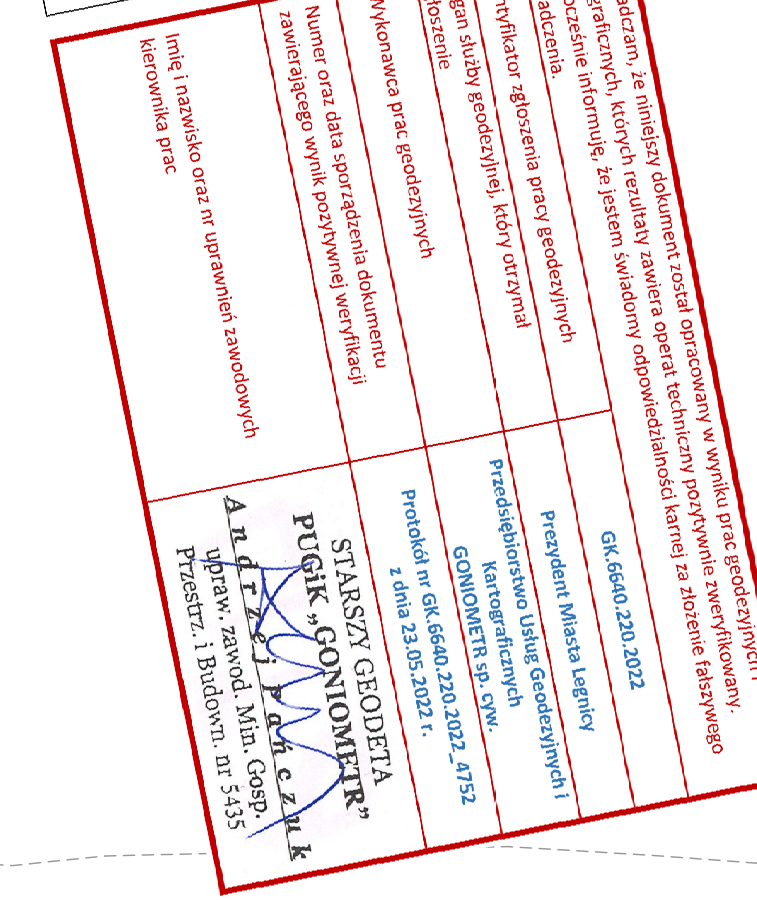 adczam, że niniejszy dokument został opracowany w wyniku prac geodezyjnych i
graficznych, których rezultaty zawiera operat techniczny pozytywnie zweryfikowany.
ocześnie informuję, że jestem świadomy odpowiedzialności karnej za złożenie fałszywego
adczenia.
ntyfikator zgłoszenia pracy geodezyjnych
GK.6640.220.2022
gan służby geodezyjnej, który otrzymał
łoszenie
Prezydent Miasta Legnicy
Wykonawca prac geodezyjnych
Przedsiębiorstwo Usług Geodezyjnych i
Kartograficznych
GONIOMETR sp. cyw.
Numer oraz data sporządzenia dokumentu
zawierającego wynik pozytywnej weryfikacji
Protokół nr GK.6640.220.2022_4752
z dnia 23.05.2022 r.
Imię i nazwisko oraz nr uprawnień zawodowych
kierownika prac
STARSZY GEODETA
PUGiK „GONIOMETR”
Andrzej Pańczuk
upraw. zawod. Min. Gosp.
Przestrz. i Budown. nr 5435